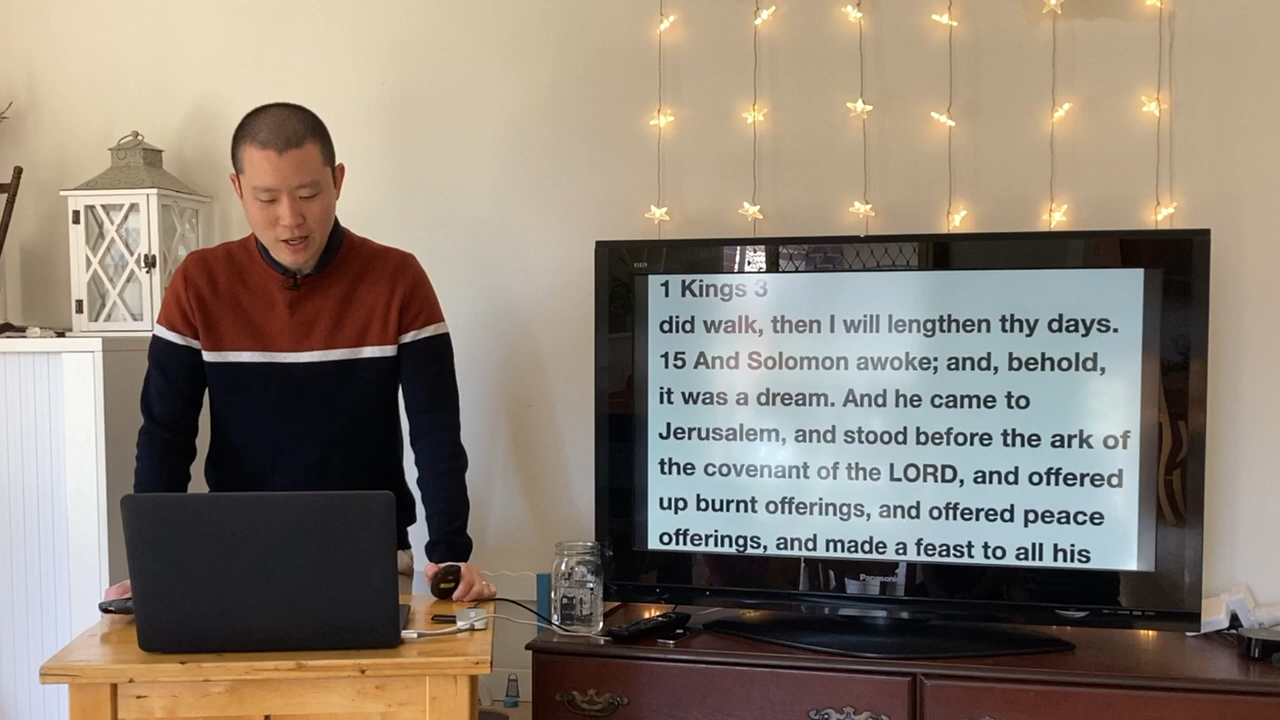 1 Kings 3
did walk, then I will lengthen thy days.
15 And Solomon awoke; and, behold,
it was a dream. And he came to
Jerusalem, and stood before the ark of
the covenant of the LORD, and offered
up burnt offerings, and offered peace
offerings, and made a feast to all his
Panasonic